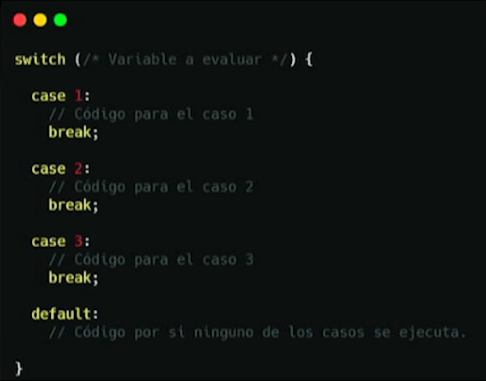 switch (/* Variable a evaluar */) {
case 1:
// Código para el caso 1
break;
case 2:
// Código para el caso 2
break;
case 3:
// Código para el caso 3
break;
default:
// Código por si ninguno de los casos se ejecuta.
}